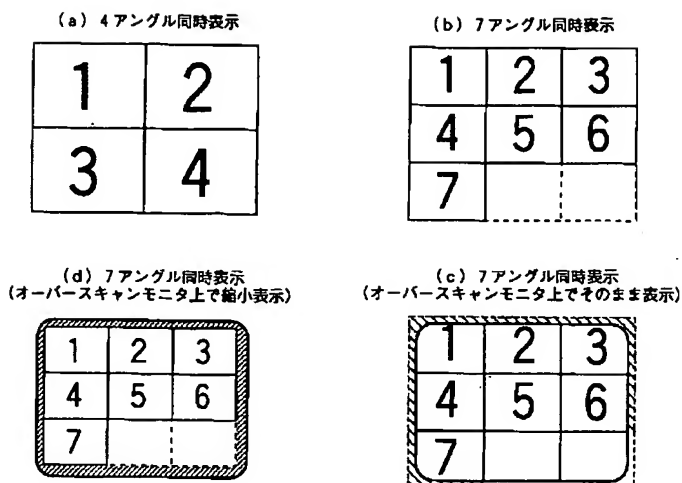 (a) 4アングル同時表示
1 2
3 4
(b) 7アングル同時表示
1 2 3
4 5 6
7
(d) 7アングル同時表示
(オーバースキャンモニタ上で縮小表示)
1 2 3
4 5 6
7
(c) 7アングル同時表示
(オーバースキャンモニタ上でそのまま表示)
1 2 3
4 5 6
7